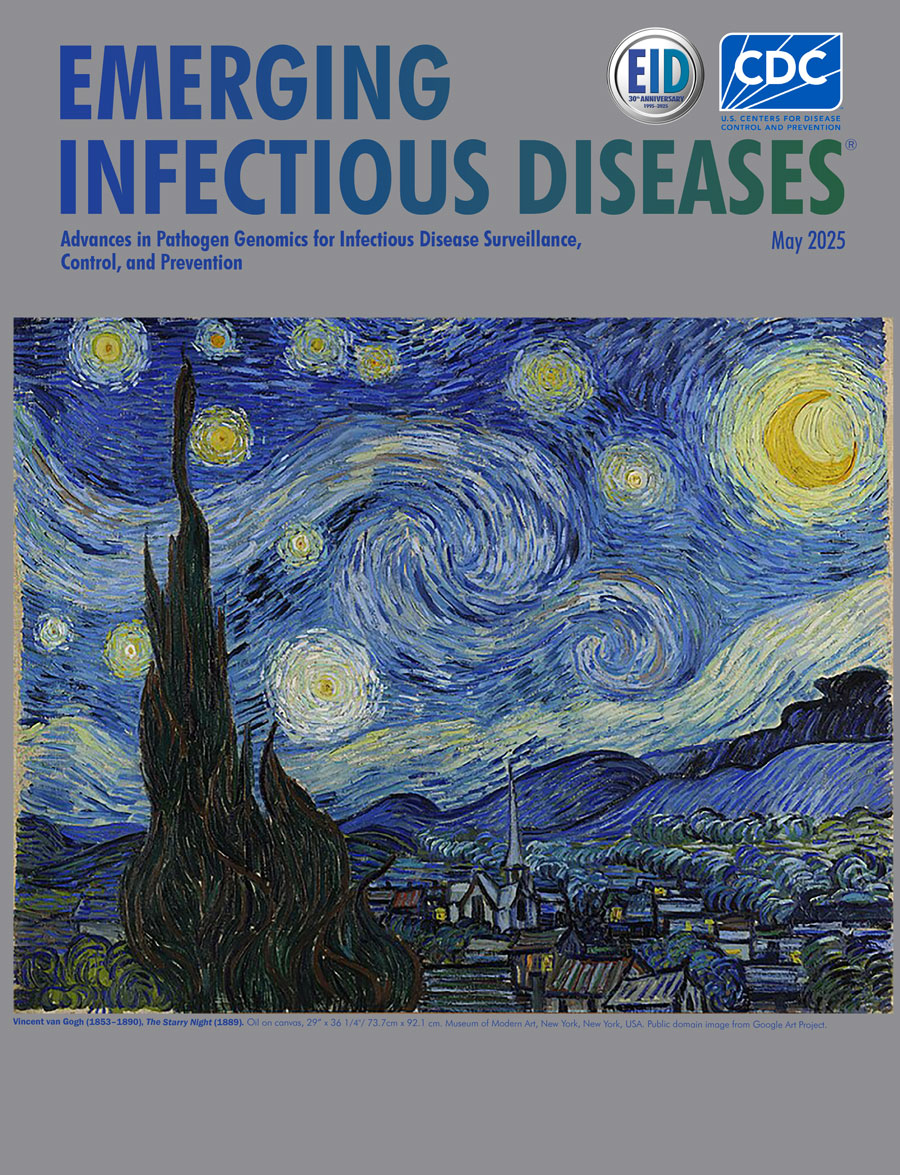 EMERGING
EID
30th ANNIVERSARY
1995-2025
CDC
U.S. CENTERS FOR DISEASE
CONTROL AND PREVENTION
INFECTIOUS DISEASES®
Advances in Pathogen Genomics for Infectious Disease Surveillance,
Control, and Prevention
May 2025
Vincent van Gogh (1853–1890), The Starry Night (1889). Oil on canvas, 29" x 36 1/4"/ 73.7cm x 92.1 cm. Museum of Modern Art, New York, New York, USA. Public domain image from Google Art Project.